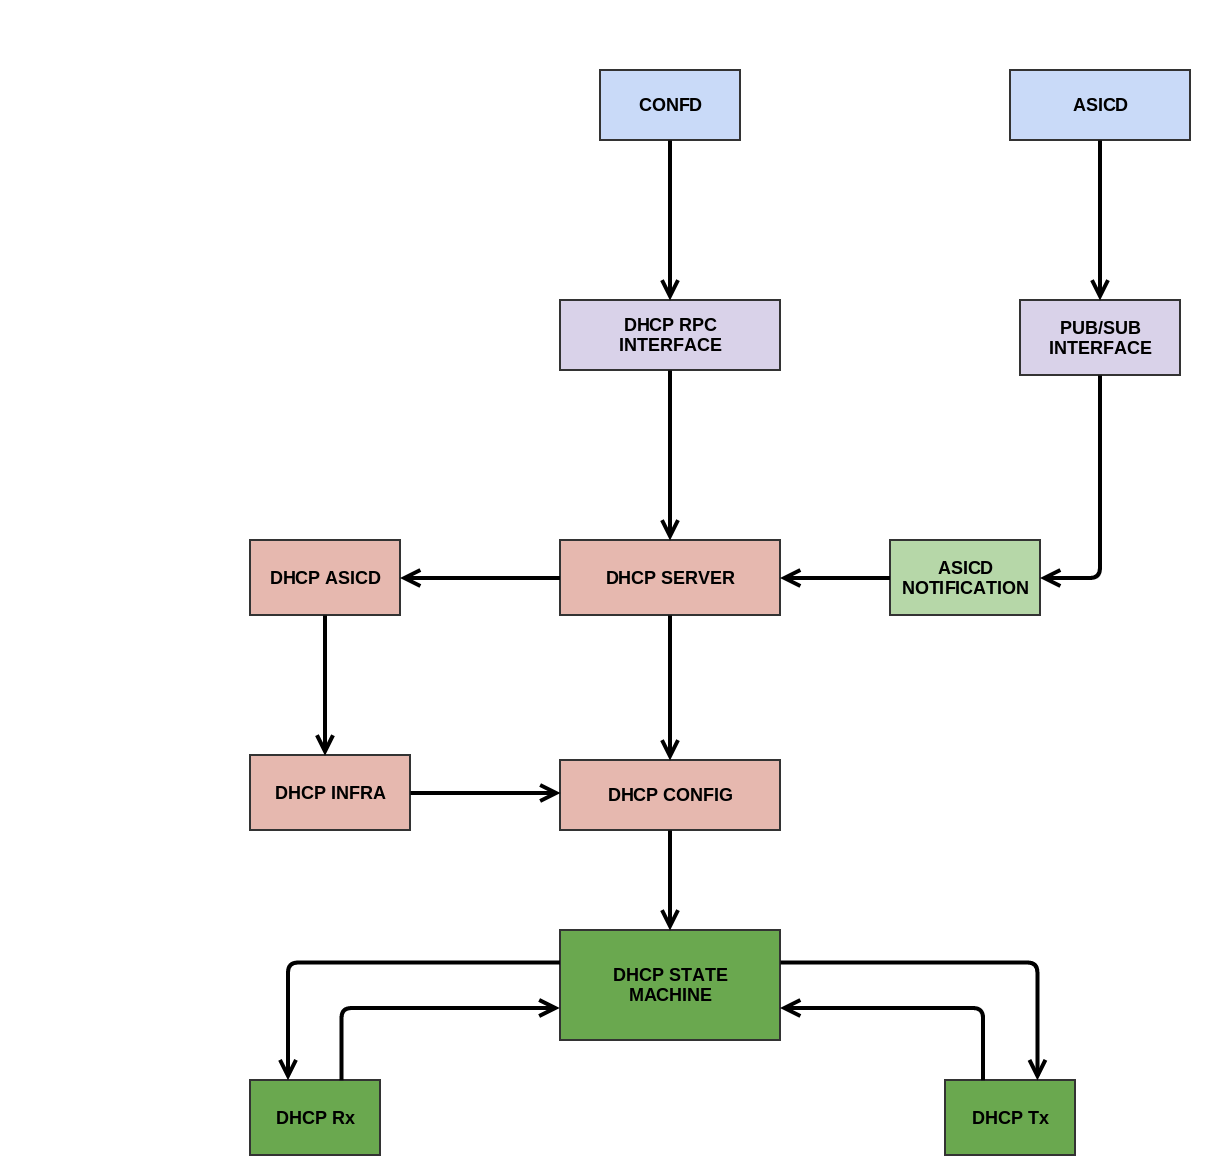 CONFD
ASICD
DHCP RPC
INTERFACE
PUB/SUB
INTERFACE
DHCP ASICD
DHCP SERVER
ASICD
NOTIFICATION
DHCP INFRA
DHCP CONFIG
DHCP STATE
MACHINE
DHCP Rx
DHCP Tx